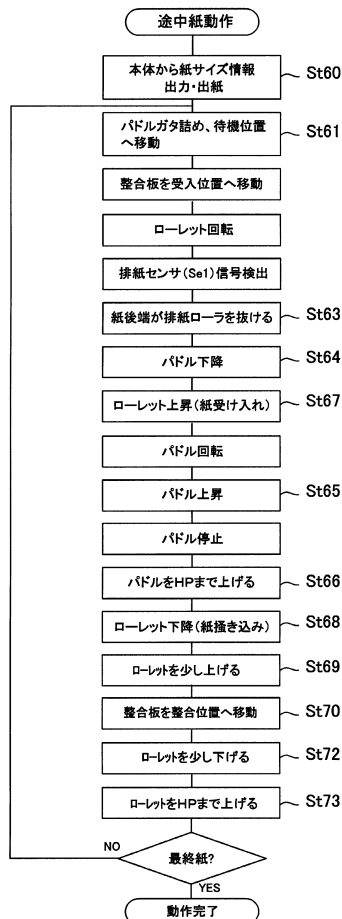 途中紙動作
本体から紙サイズ情報
出力・出紙
St60
パドルガタ詰め、待機位置
へ移動
St61
整合板を受入位置へ移動
ローレット回転
排紙センサ(Se1)信号検出
紙後端が排紙ローラを抜ける
St63
パドル下降
St64
ローレット上昇(紙受け入れ)
St67
パドル回転
パドル上昇
St65
パドル停止
パドルをHPまで上げる
St66
ローレット下降(紙掻き込み)
St68
ローレットを少し上げる
St69
整合板を整合位置へ移動
St70
ローレットを少し下げる
St72
ローレットをHPまで上げる
St73
NO
最終紙?
YES
動作完了